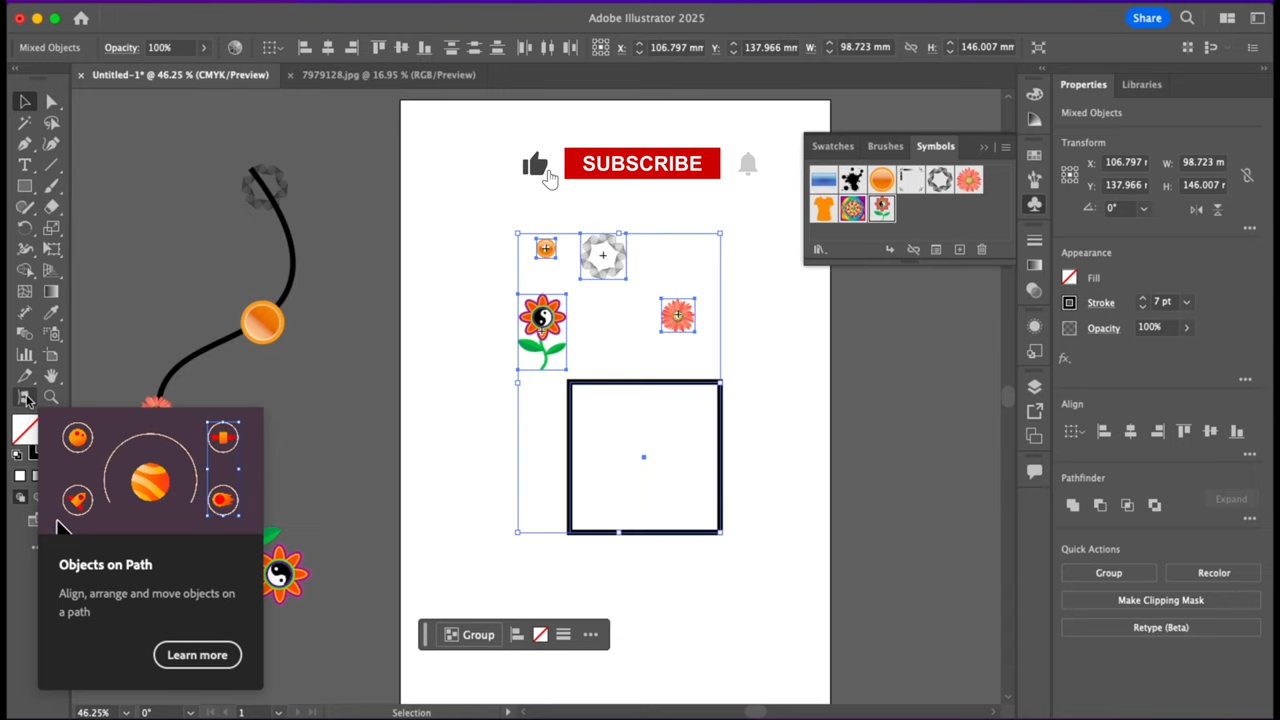 Adobe Illustrator 2025
Share
Mixed Objects
Opacity: 100%
X: 106.797 mm
Y: 137.966 mm
W: 98.723 mm
H: 146.007 mm
Untitled-1* @ 46.25 % (CMYK/Preview)
7979128.jpg @ 16.95 % (RGB/Preview)
Properties
Libraries
Mixed Objects
Transform
X: 106.797 r
W: 98.723 m
Y: 137.966 r
H: 146.007 r
0°
Swatches
Brushes
Symbols
SUBSCRIBE
Appearance
Fill
Stroke
7 pt
Opacity
100%
Align
Pathfinder
Expand
Quick Actions
Group
Recolor
Make Clipping Mask
Retype (Beta)
Objects on Path
Align, arrange and move objects on
a path
Learn more
Group
46.25%
0°
1
Selection